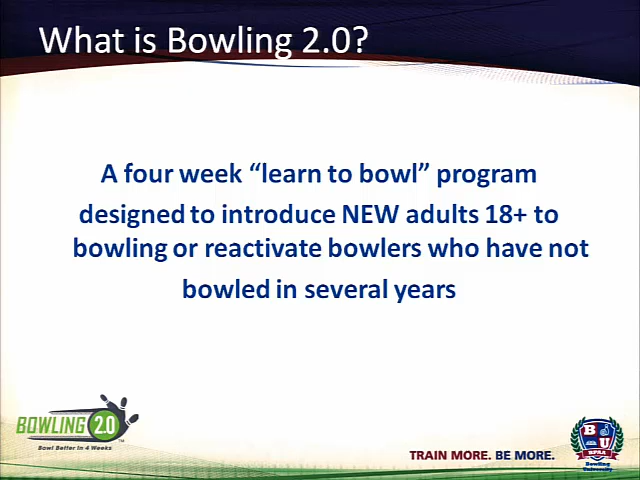 What is Bowling 2.0?
A four week “learn to bowl” program
designed to introduce NEW adults 18+ to
bowling or reactivate bowlers who have not
bowled in several years
BOWLING 2.0
TM
Bowl Better In 4 Weeks
TRAIN MORE. BE MORE.
B U
BPAA
Bowling
University